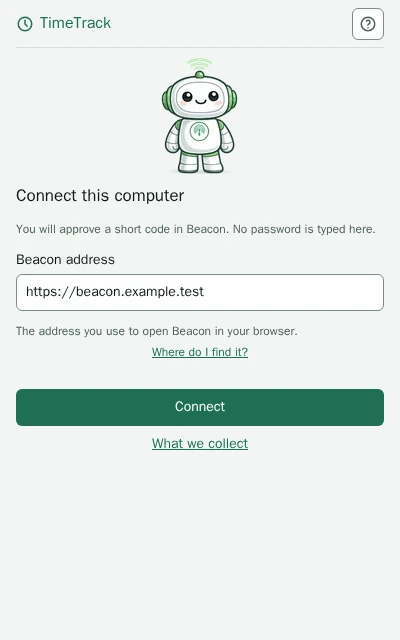 TimeTrack
Connect this computer
You will approve a short code in Beacon. No password is typed here.
Beacon address
https://beacon.example.test
The address you use to open Beacon in your browser.
Where do I find it?
Connect
What we collect